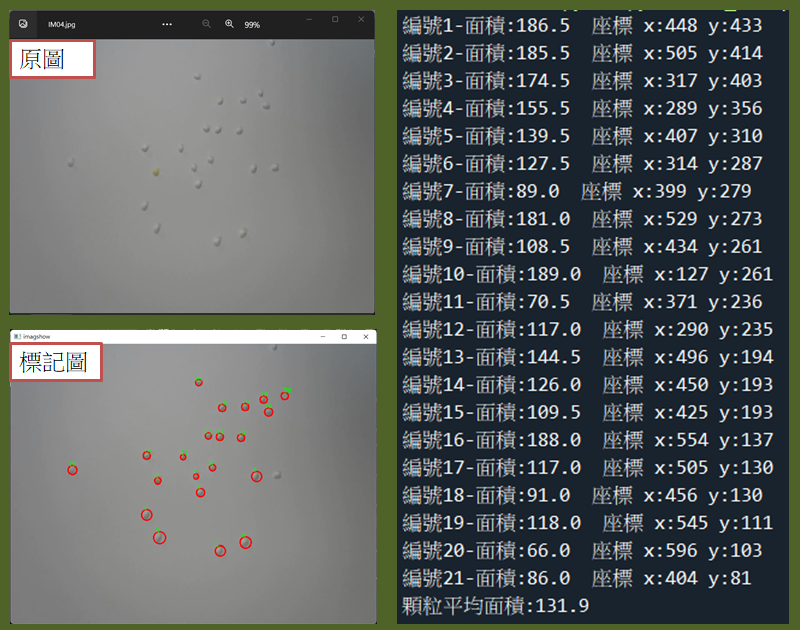 IM04.jpg
99%
原圖
imagshow
標記圖
編號1-面積:186.5 座標 x:448 y:433
編號2-面積:185.5 座標 x:505 y:414
編號3-面積:174.5 座標 x:317 y:403
編號4-面積:155.5 座標 x:289 y:356
編號5-面積:139.5 座標 x:407 y:310
編號6-面積:127.5 座標 x:314 y:287
編號7-面積:89.0 座標 x:399 y:279
編號8-面積:181.0 座標 x:529 y:273
編號9-面積:108.5 座標 x:434 y:261
編號10-面積:189.0 座標 x:127 y:261
編號11-面積:70.5 座標 x:371 y:236
編號12-面積:117.0 座標 x:290 y:235
編號13-面積:144.5 座標 x:496 y:194
編號14-面積:126.0 座標 x:450 y:193
編號15-面積:109.5 座標 x:425 y:193
編號16-面積:188.0 座標 x:554 y:137
編號17-面積:117.0 座標 x:505 y:130
編號18-面積:91.0 座標 x:456 y:130
編號19-面積:118.0 座標 x:545 y:111
編號20-面積:66.0 座標 x:596 y:103
編號21-面積:86.0 座標 x:404 y:81
顆粒平均面積:131.9